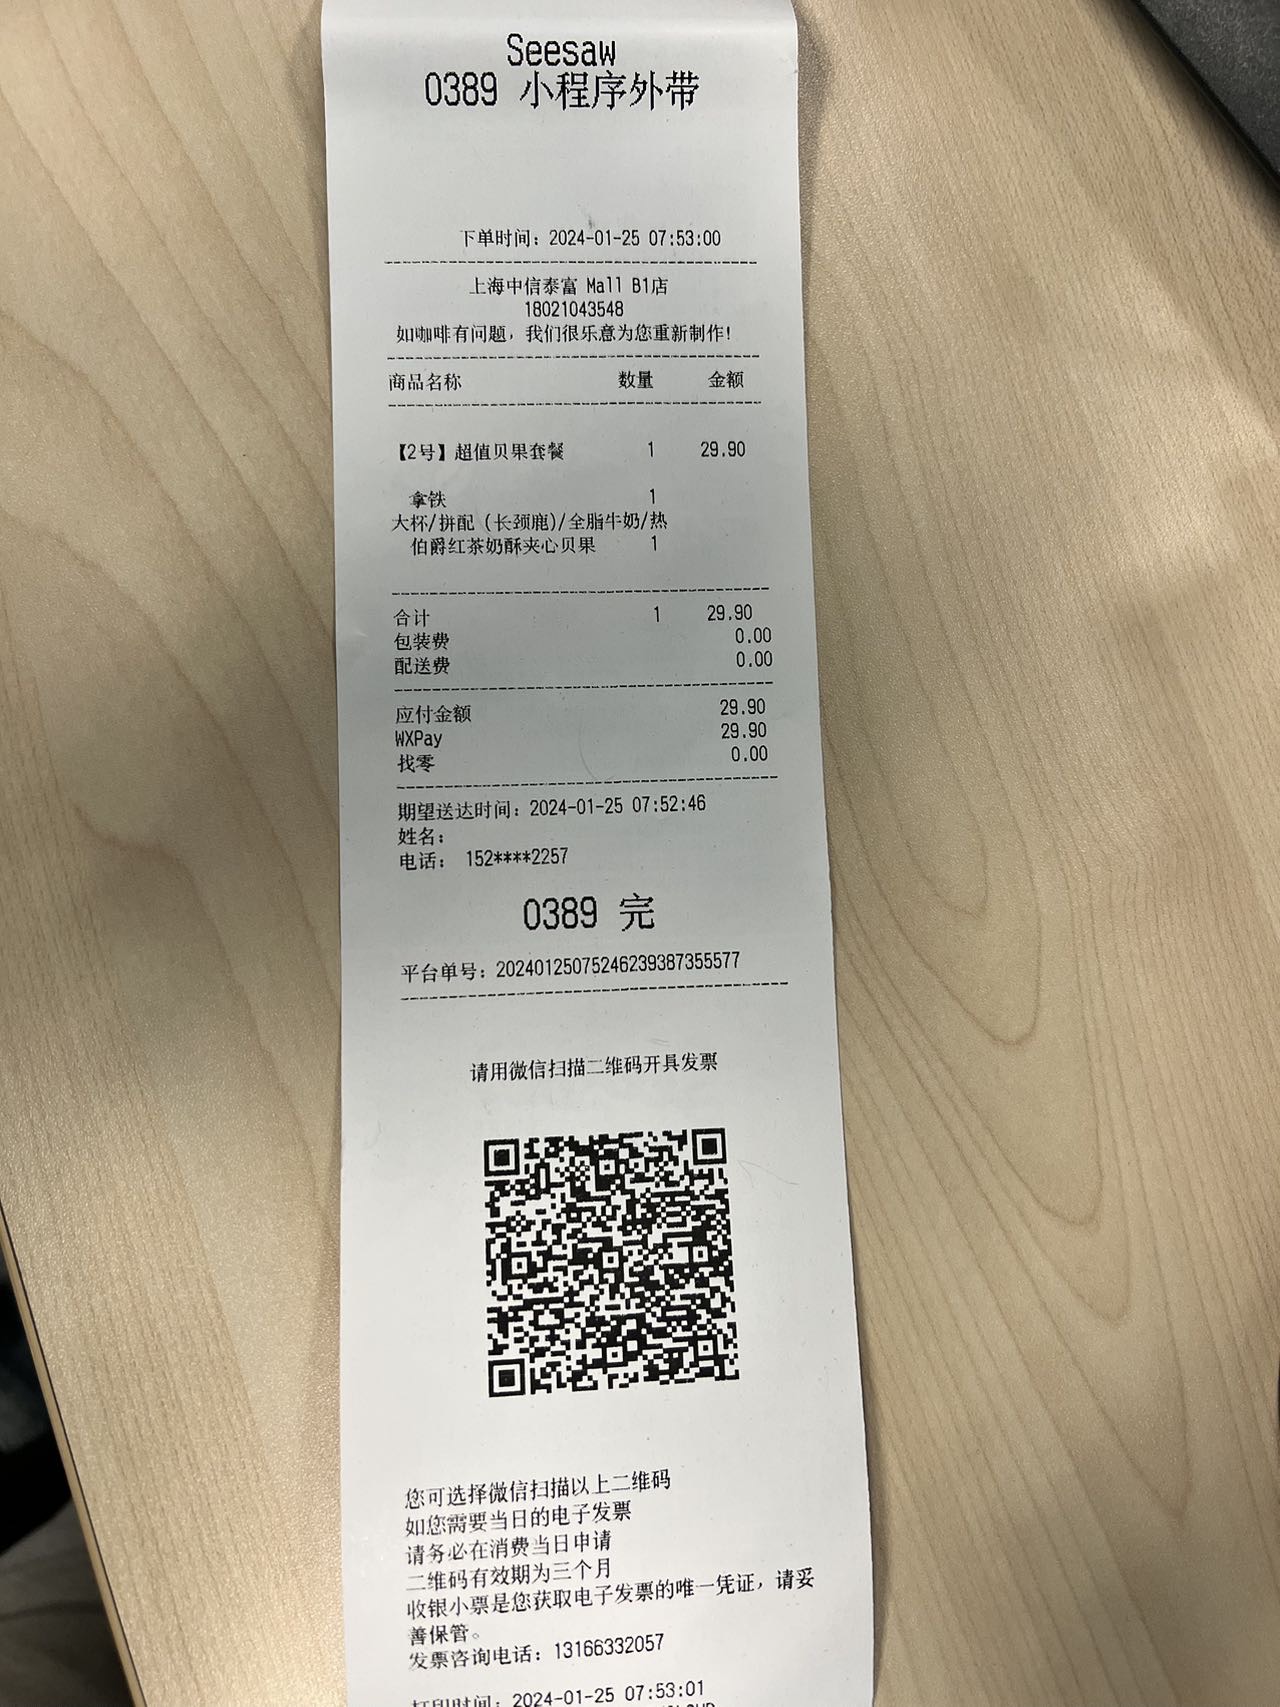 Seesaw
0389 小程序外带
下单时间：2024-01-25 07:53:00
上海中信泰富 Mall B1店
18021043548
如咖啡有问题，我们很乐意为您重新制作！
商品名称 数量 金额
【2号】超值贝果套餐 1 29.90
拿铁 1
大杯/拼配（长颈鹿）/全脂牛奶/热
伯爵红茶奶酥夹心贝果 1
合计 1 29.90
包装费 0.00
配送费 0.00
应付金额 29.90
WXPay 29.90
找零 0.00
期望送达时间：2024-01-25 07:52:46
姓名：
电话： 152****2257
0389 完
平台单号：20240125075246239387355577
请用微信扫描二维码开具发票
您可选择微信扫描以上二维码
如您需要当日的电子发票
请务必在消费当日申请
二维码有效期为三个月
收银小票是您获取电子发票的唯一凭证，请妥
善保管。
发票咨询电话：13166332057
打印时间：2024-01-25 07:53:01